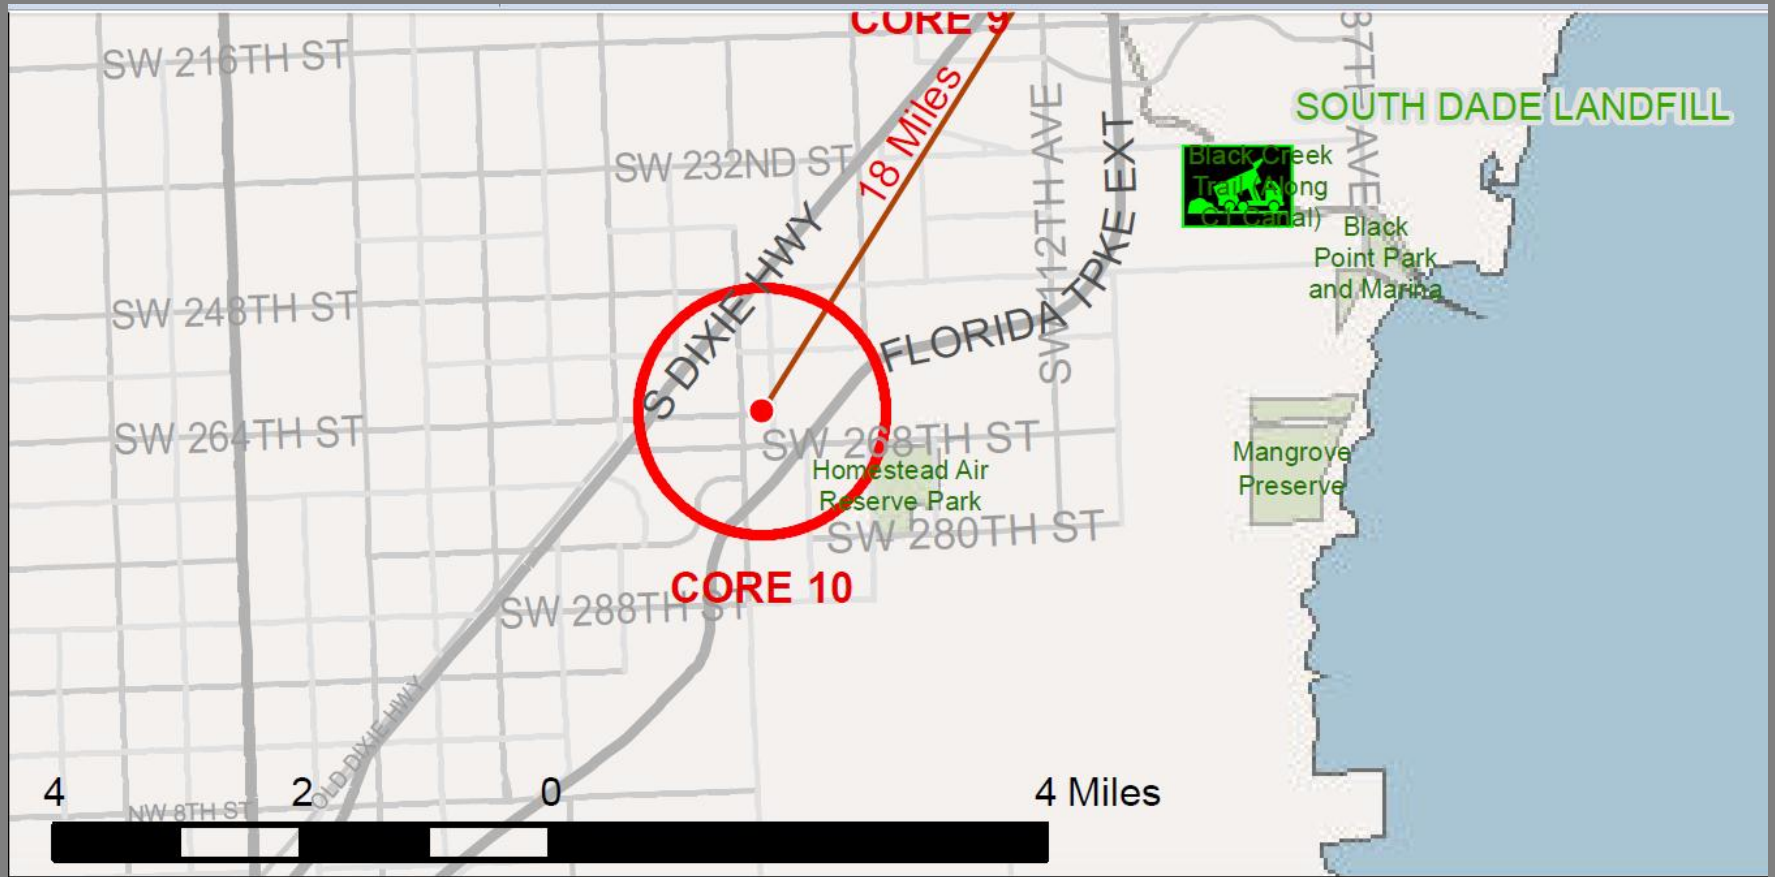 CORE 9
SW 216TH ST
87TH AVE
SOUTH DADE LANDFILL
18 Miles
SW 232ND ST
Black Creek
Trail (Along
C1 Canal)
SW 112TH AVE
FLORIDA TPKE EXT
Black
Point Park
and Marina
S DIXIE HWY
SW 248TH ST
SW 264TH ST
SW 268TH ST
Homestead Air
Reserve Park
Mangrove
Preserve
SW 280TH ST
CORE 10
SW 288TH ST
OLD DIXIE HWY
NW 8TH ST
4 2 0 4 Miles